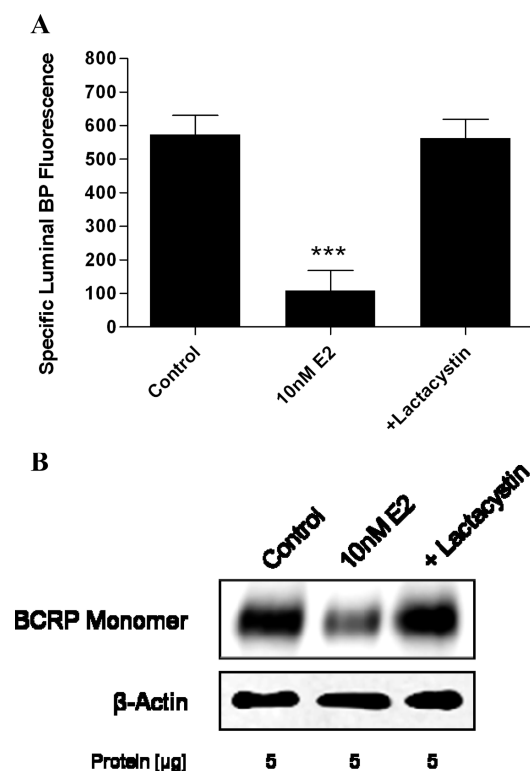 A
Specific Luminal BP Fluorescence
800
700
600
500
400
300
200
100
0
***
Control
10nM E2
+Lactacystin
B
Control
10nM E2
+ Lactacystin
BCRP Monomer
β-Actin
Protein [µg] 5 5 5